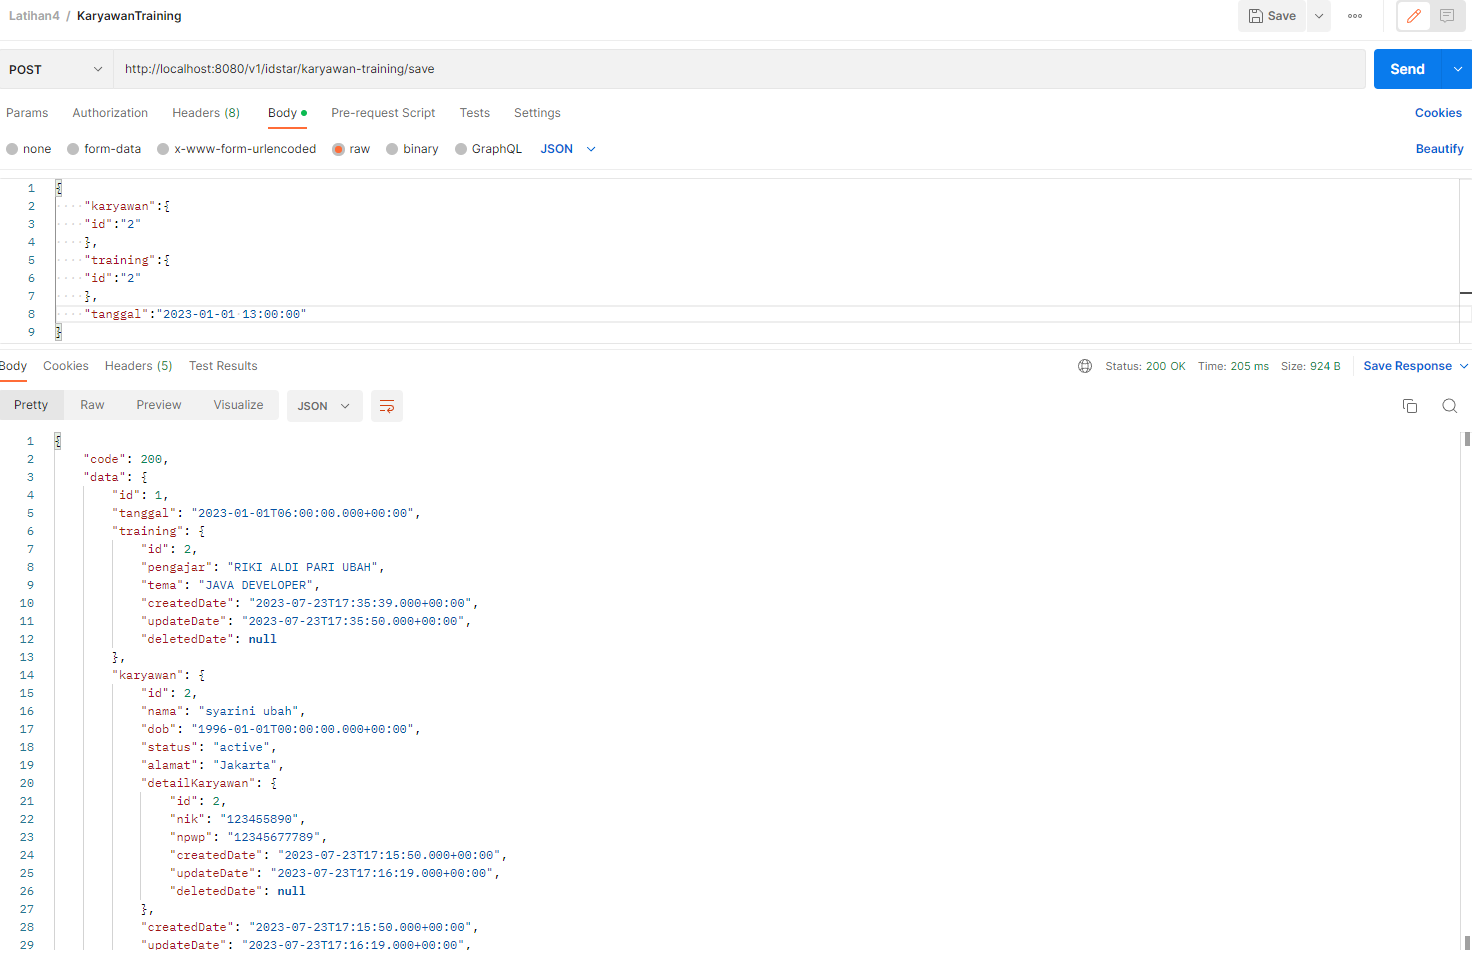 Latihan4 / KaryawanTraining
Save
POST
http://localhost:8080/v1/idstar/karyawan-training/save
Send
Params Authorization Headers (8) Body Pre-request Script Tests Settings
Cookies
none form-data x-www-form-urlencoded raw binary GraphQL JSON
Beautify
1 {
2 "karyawan":{
3 "id":"2"
4 },
5 "training":{
6 "id":"2"
7 },
8 "tanggal":"2023-01-01 13:00:00"
9 }
Body Cookies Headers (5) Test Results
Status: 200 OK Time: 205 ms Size: 924 B Save Response
Pretty Raw Preview Visualize JSON
1 {
2 "code": 200,
3 "data": {
4 "id": 1,
5 "tanggal": "2023-01-01T06:00:00.000+00:00",
6 "training": {
7 "id": 2,
8 "pengajar": "RIKI ALDI PARI UBAH",
9 "tema": "JAVA DEVELOPER",
10 "createdDate": "2023-07-23T17:35:39.000+00:00",
11 "updateDate": "2023-07-23T17:35:50.000+00:00",
12 "deletedDate": null
13 },
14 "karyawan": {
15 "id": 2,
16 "nama": "syarini ubah",
17 "dob": "1996-01-01T00:00:00.000+00:00",
18 "status": "active",
19 "alamat": "Jakarta",
20 "detailKaryawan": {
21 "id": 2,
22 "nik": "123455890",
23 "npwp": "12345677789",
24 "createdDate": "2023-07-23T17:15:50.000+00:00",
25 "updateDate": "2023-07-23T17:16:19.000+00:00",
26 "deletedDate": null
27 },
28 "createdDate": "2023-07-23T17:15:50.000+00:00",
29 "updateDate": "2023-07-23T17:16:19.000+00:00",